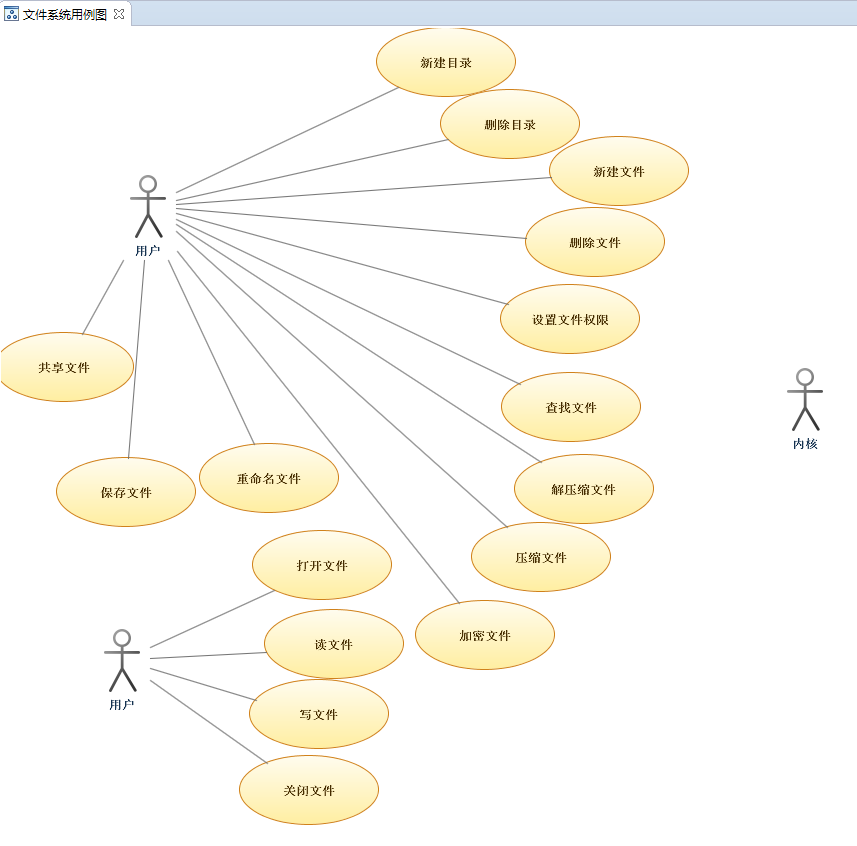 文件系统用例图
新建目录
删除目录
新建文件
用户
删除文件
设置文件权限
共享文件
查找文件
内核
重命名文件
保存文件
解压缩文件
压缩文件
打开文件
加密文件
读文件
用户
写文件
关闭文件